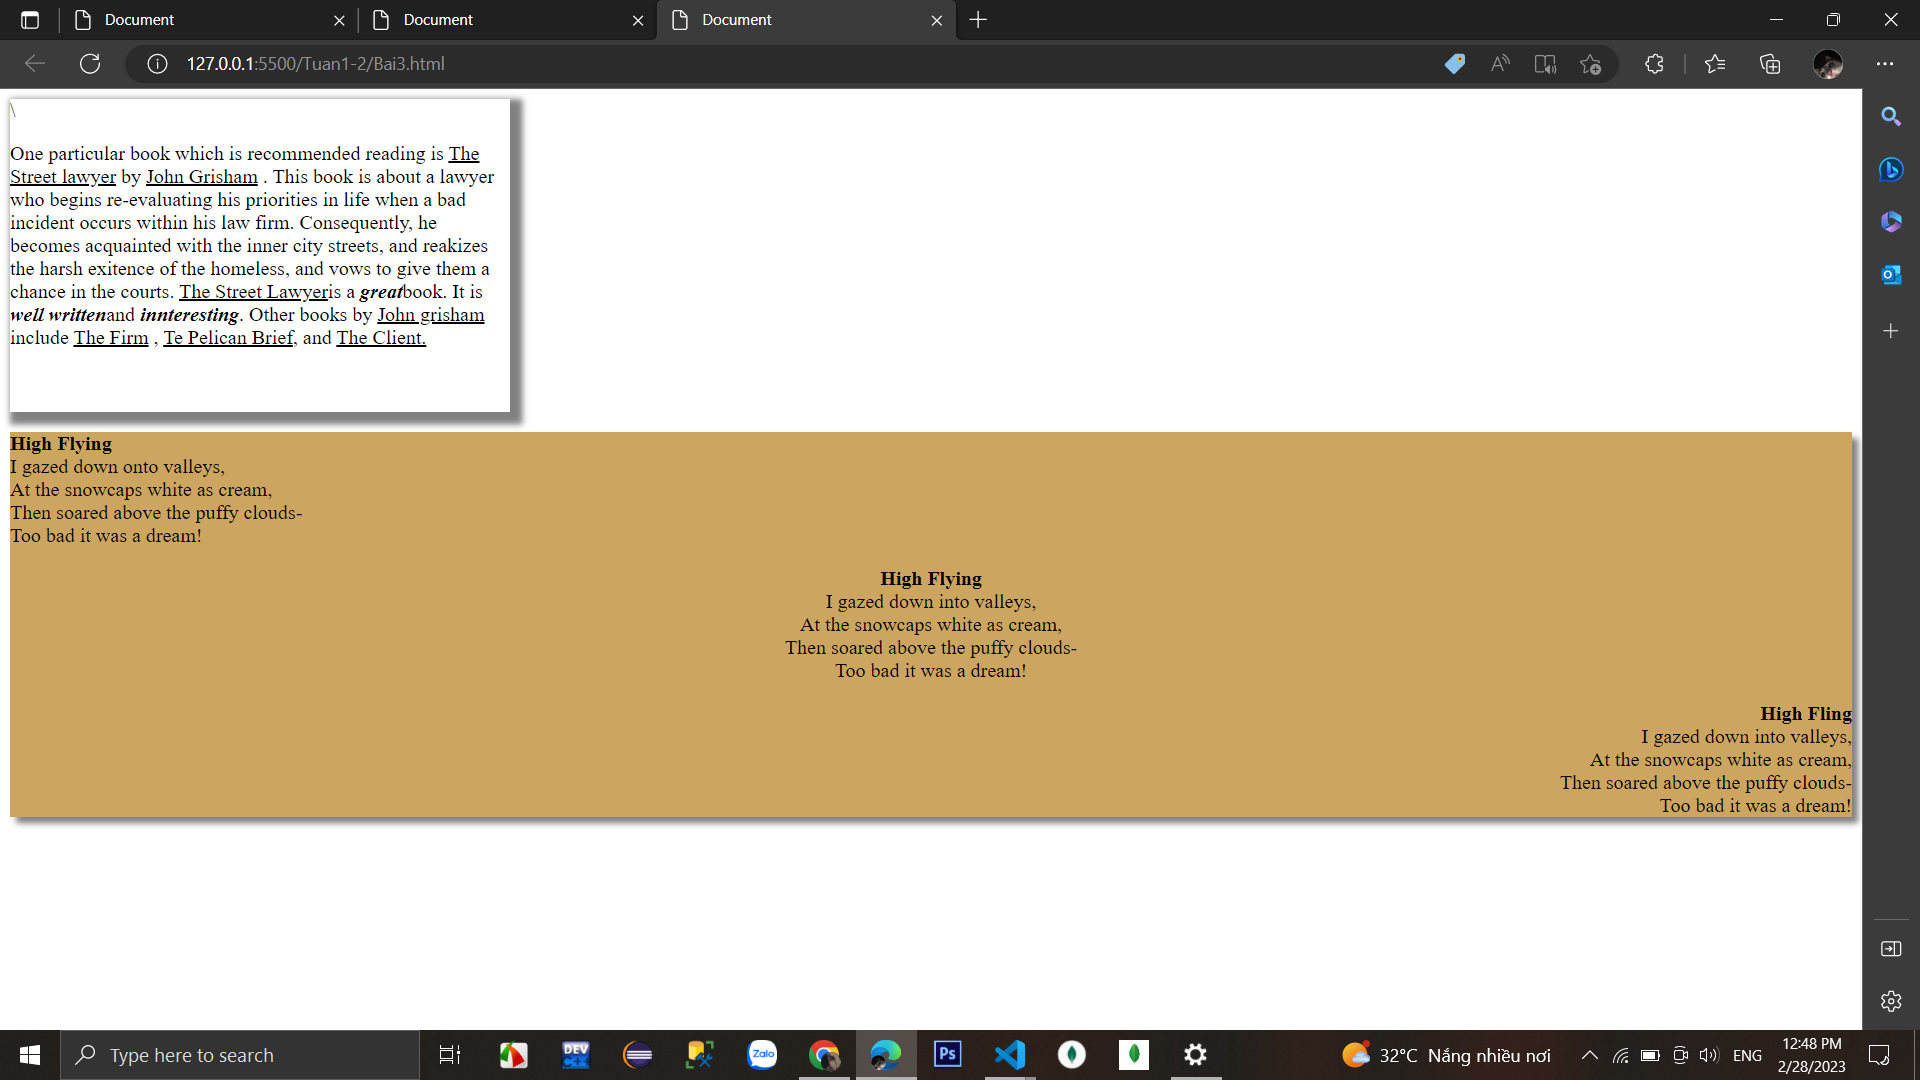 Document
Document
Document
127.0.0.1:5500/Tuan1-2/Bai3.html
\
One particular book which is recommended reading is The
Street lawyer by John Grisham . This book is about a lawyer
who begins re-evaluating his priorities in life when a bad
incident occurs within his law firm. Consequently, he
becomes acquainted with the inner city streets, and reakizes
the harsh exitence of the homeless, and vows to give them a
chance in the courts. The Street Lawyeris a greatbook. It is
well writtenand innteresting. Other books by John grisham
include The Firm , Te Pelican Brief, and The Client.
High Flying
I gazed down onto valleys,
At the snowcaps white as cream,
Then soared above the puffy clouds-
Too bad it was a dream!
High Flying
I gazed down into valleys,
At the snowcaps white as cream,
Then soared above the puffy clouds-
Too bad it was a dream!
High Fling
I gazed down into valleys,
At the snowcaps white as cream,
Then soared above the puffy clouds-
Too bad it was a dream!
Type here to search
DEV
C++
Zalo
Ps
32°C Nắng nhiều nơi
ENG
12:48 PM
2/28/2023